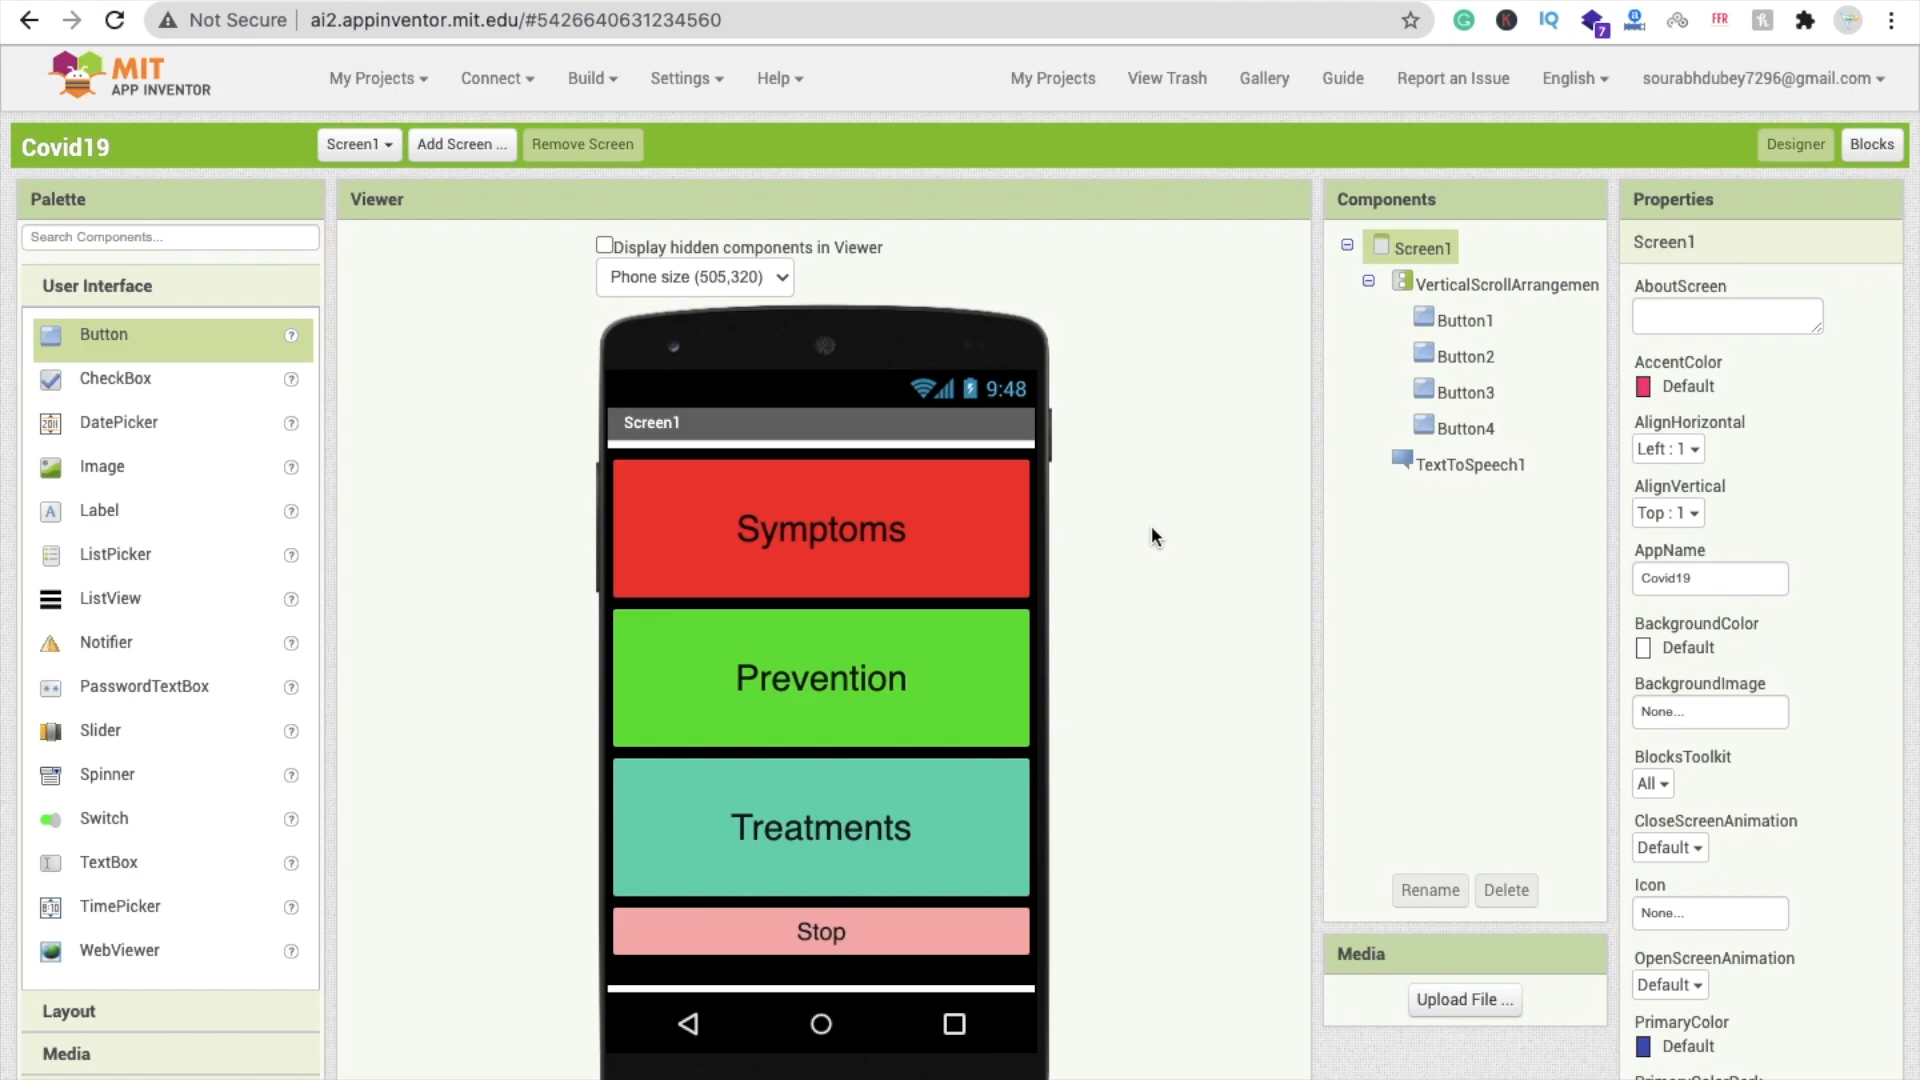 Not Secure
ai2.appinventor.mit.edu/#5426640631234560
IQ
7
FFR
MIT
APP INVENTOR
My Projects
Connect
Build
Settings
Help
My Projects
View Trash
Gallery
Guide
Report an Issue
English
sourabhdubey7296@gmail.com
Covid19
Screen1
Add Screen ...
Remove Screen
Designer
Blocks
Palette
Search Components...
User Interface
Button
CheckBox
DatePicker
Image
Label
ListPicker
ListView
Notifier
PasswordTextBox
Slider
Spinner
Switch
TextBox
TimePicker
WebViewer
Layout
Media
Viewer
Display hidden components in Viewer
Phone size (505,320)
9:48
Screen1
Symptoms
Prevention
Treatments
Stop
Components
Screen1
VerticalScrollArrangemen
Button1
Button2
Button3
Button4
TextToSpeech1
Rename
Delete
Media
Upload File ...
Properties
Screen1
AboutScreen
AccentColor
Default
AlignHorizontal
Left : 1
AlignVertical
Top : 1
AppName
Covid19
BackgroundColor
Default
BackgroundImage
None...
BlocksToolkit
All
CloseScreenAnimation
Default
Icon
None...
OpenScreenAnimation
Default
PrimaryColor
Default